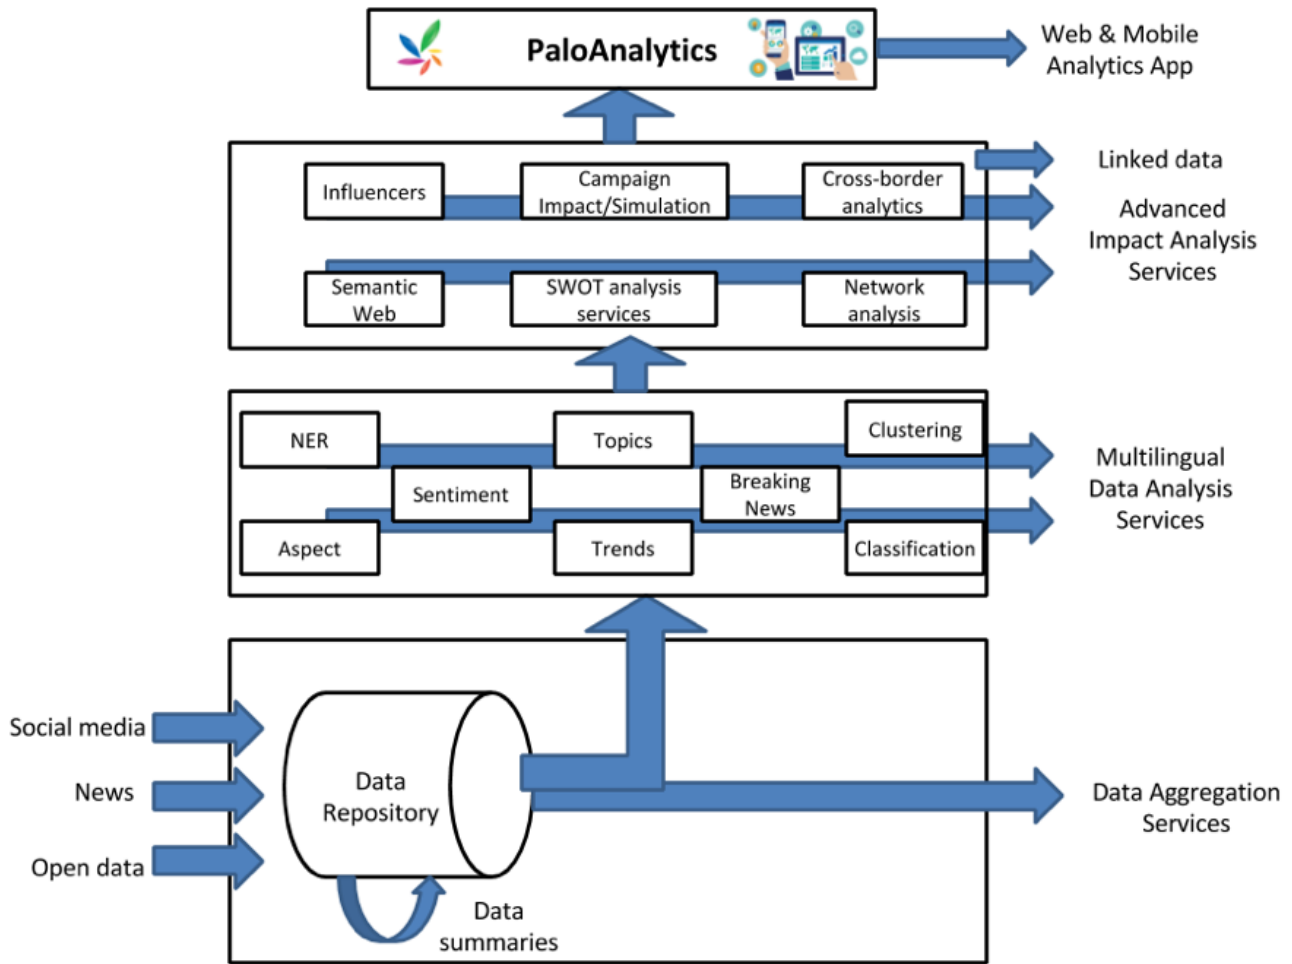 PaloAnalytics
Web & Mobile
Analytics App
Linked data
Influencers
Campaign
Impact/Simulation
Cross-border
analytics
Advanced
Impact Analysis
Services
Semantic
Web
SWOT analysis
services
Network
analysis
NER
Topics
Clustering
Sentiment
Breaking
News
Multilingual
Data Analysis
Services
Aspect
Trends
Classification
Social media
News
Open data
Data
Repository
Data Aggregation
Services
Data
summaries